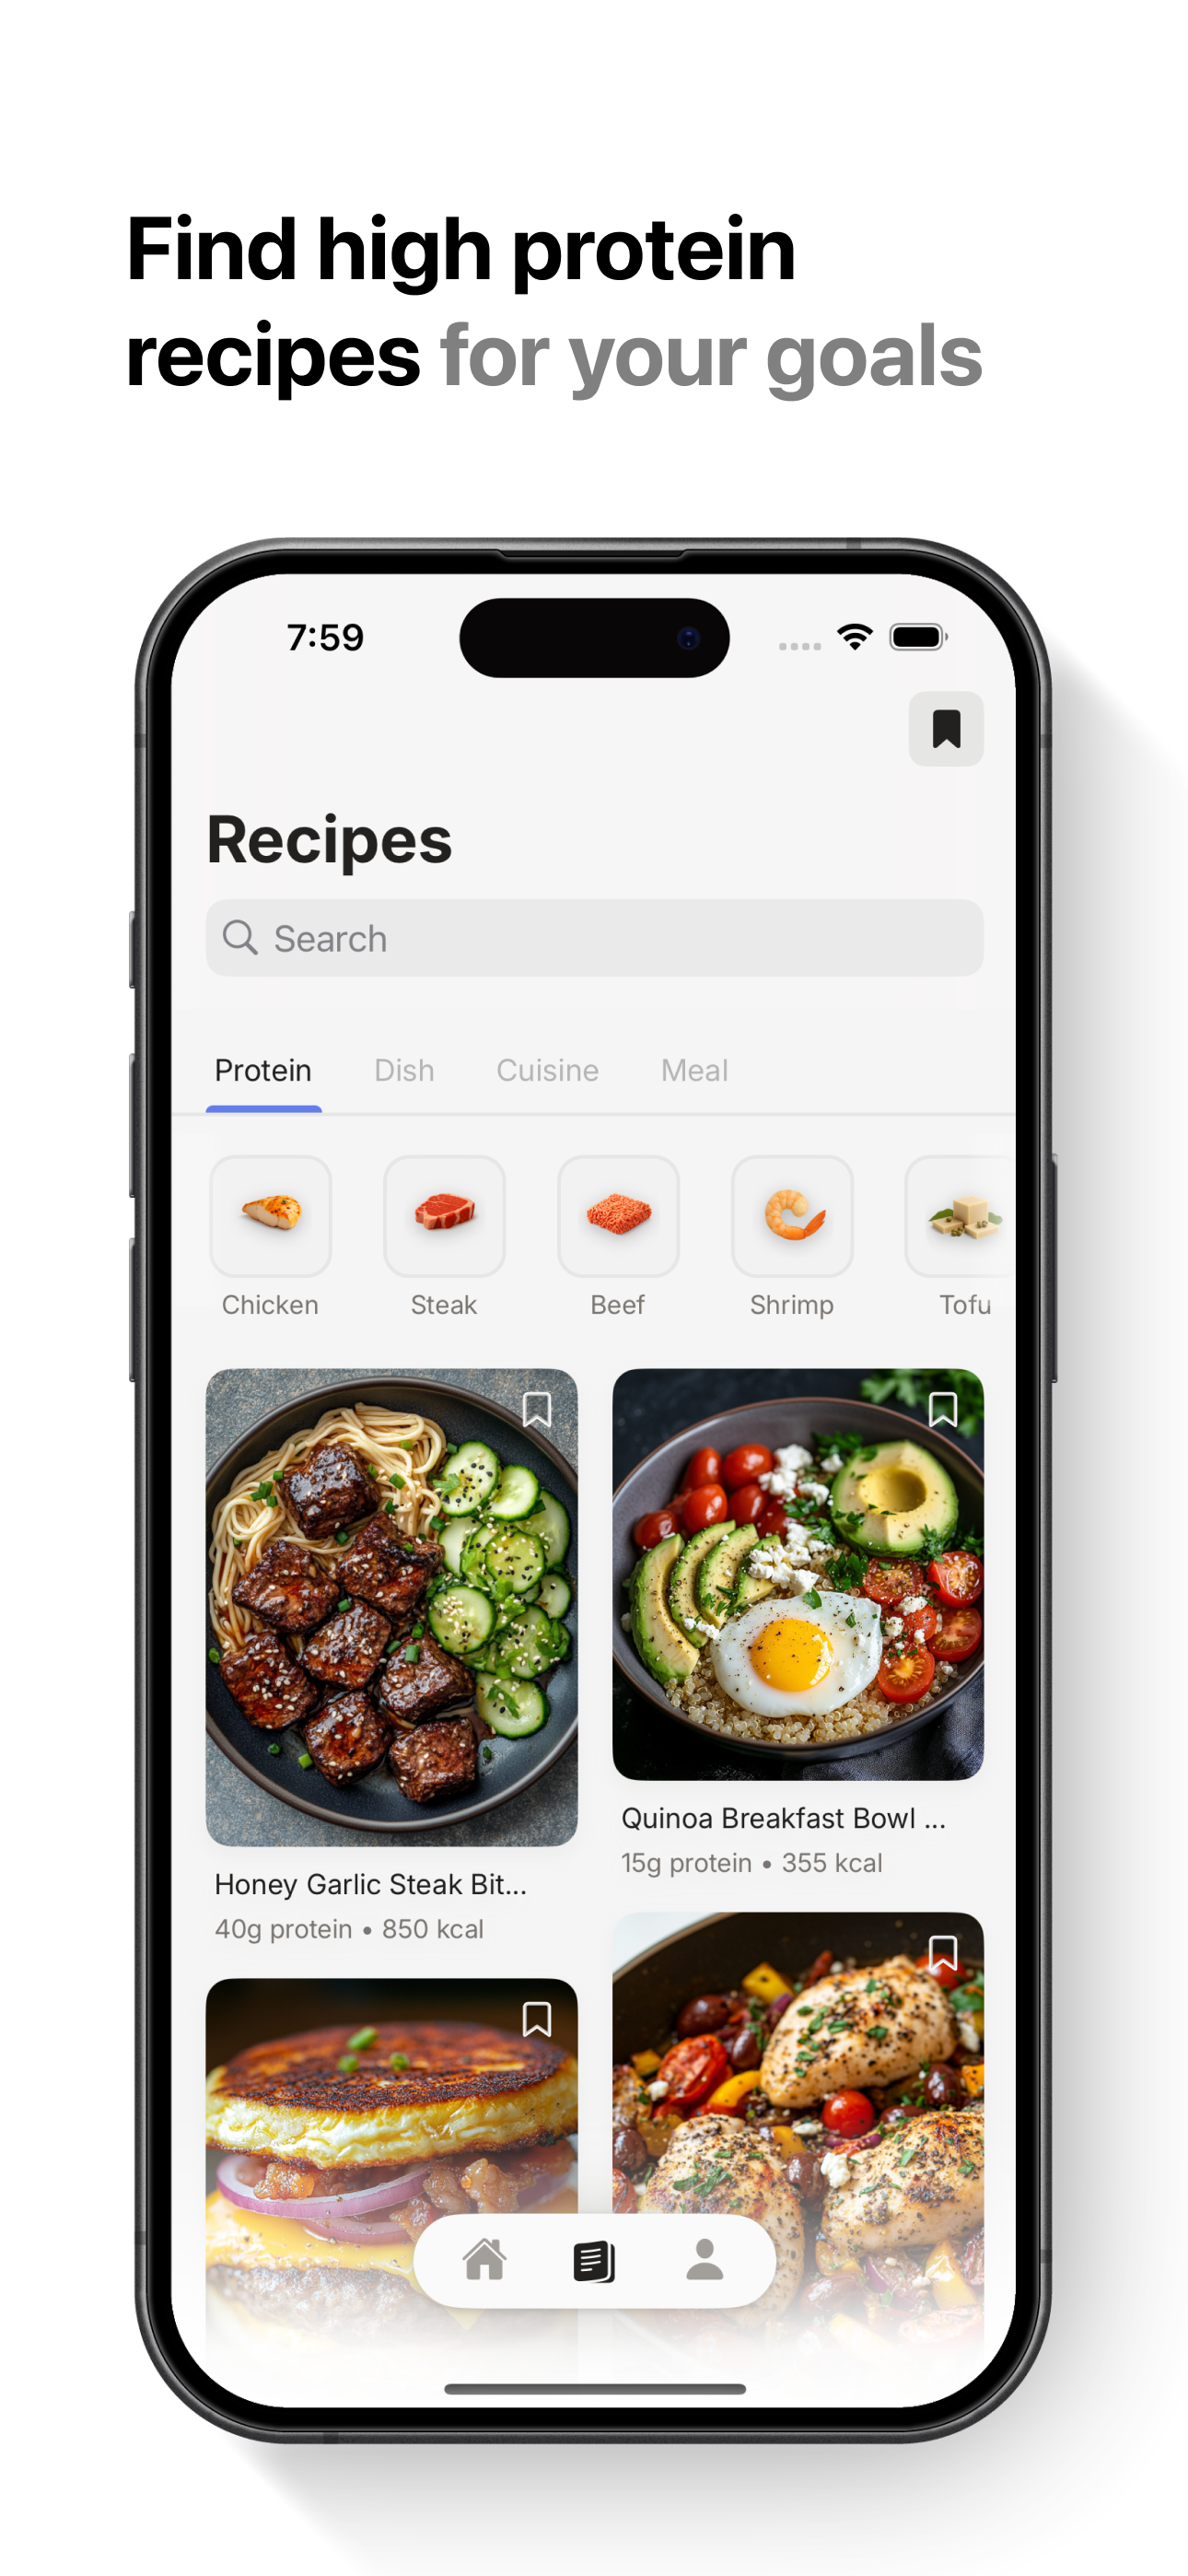 Find high protein
recipes for your goals
7:59
Recipes
Search
Protein Dish Cuisine Meal
Chicken Steak Beef Shrimp Tofu
Honey Garlic Steak Bit...
40g protein • 850 kcal
Quinoa Breakfast Bowl ...
15g protein • 355 kcal